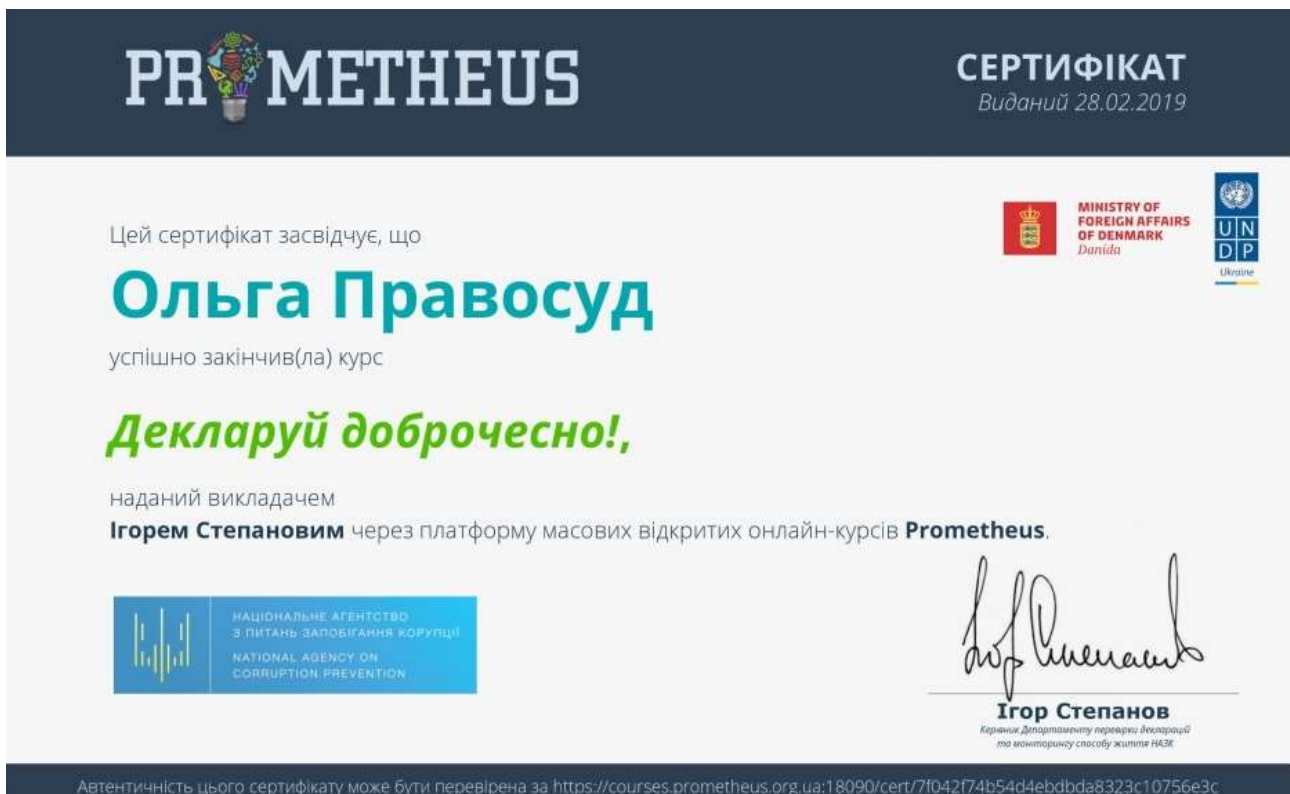 PROMETHEUS
СЕРТИФІКАТ
Виданий 28.02.2019
MINISTRY OF
FOREIGN AFFAIRS
OF DENMARK
Danida
U N
D P
Ukraine
Цей сертифікат засвідчує, що
Ольга Правосуд
успішно закінчив(ла) курс
Декларуй доброчесно!,
наданий викладачем
Ігорем Степановим через платформу масових відкритих онлайн-курсів Prometheus.
НАЦІОНАЛЬНЕ АГЕНТСТВО
З ПИТАНЬ ЗАПОБІГАННЯ КОРУПЦІЇ
NATIONAL AGENCY ON
CORRUPTION PREVENTION
Ігор Степанов
Керівник Департаменту перевірки декларацій
та моніторингу способу життя НАЗК
Автентичність цього сертифікату може бути перевірена за https://courses.prometheus.org.ua:18090/cert/7f042f74b54d4ebdbda8323c10756e3c